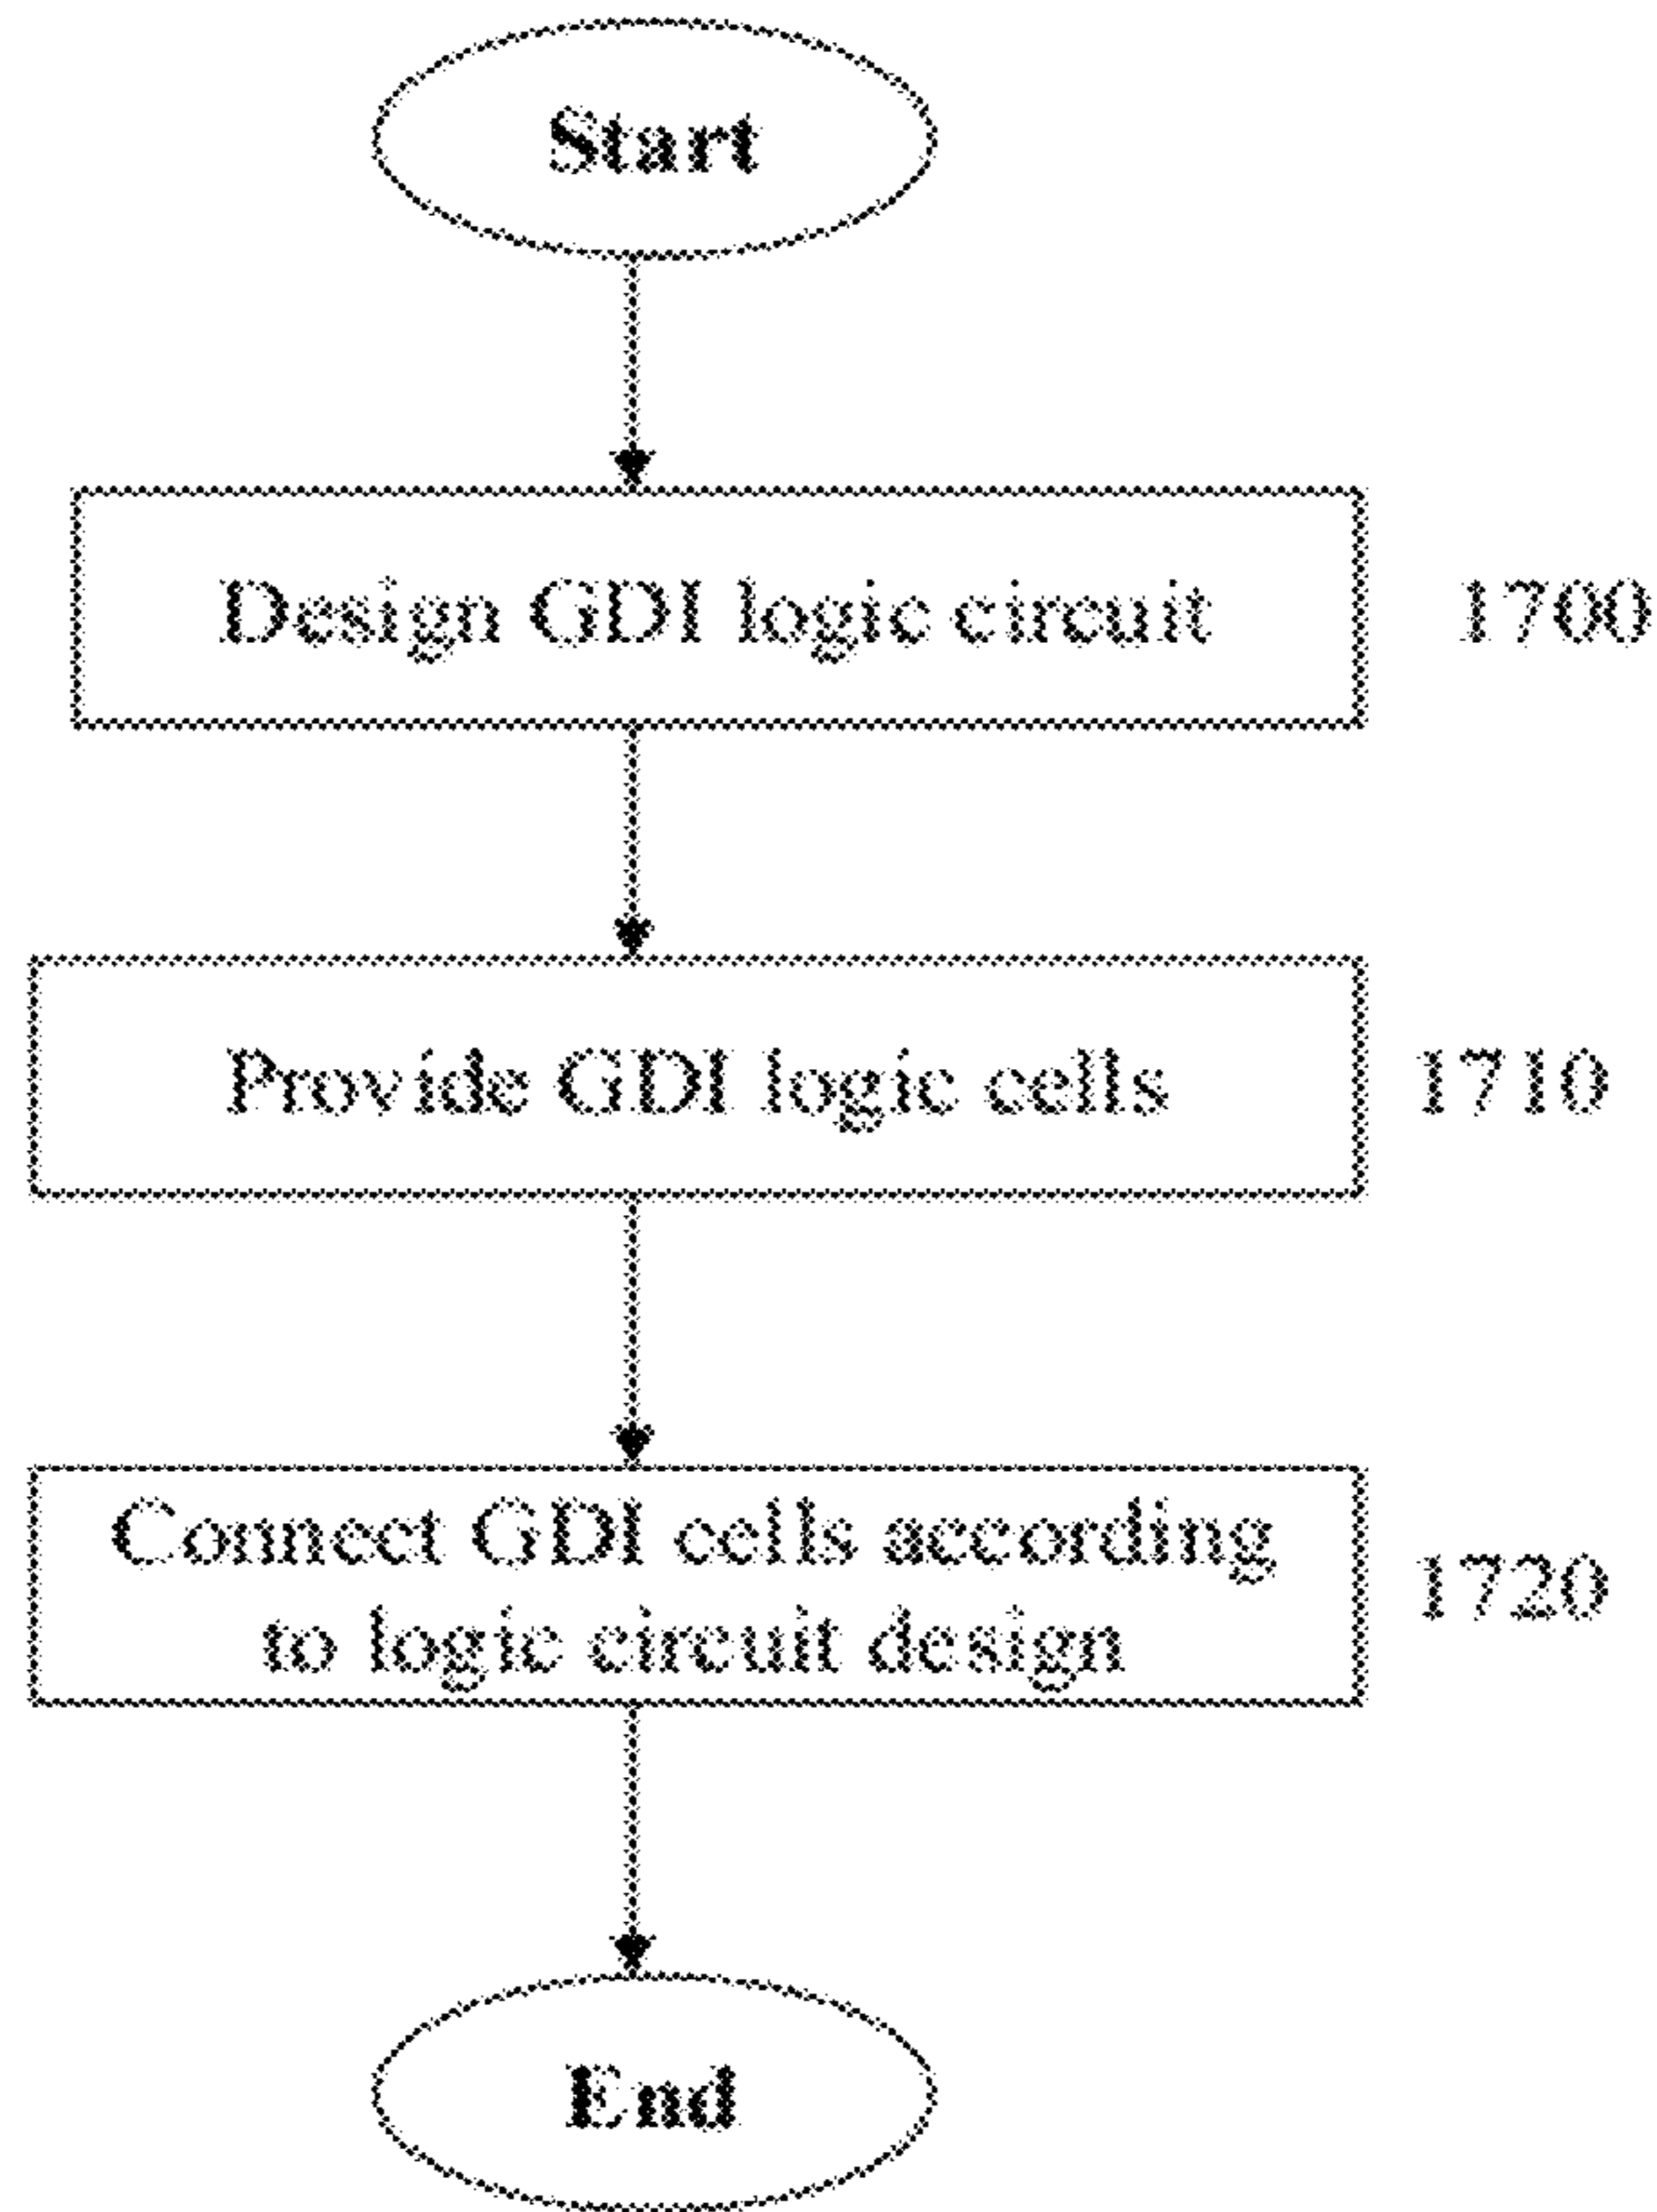 Start
Design GDI logic circuit
1700
Provide GDI logic cells
1710
Connect GDI cells according
to logic circuit design
1720
End